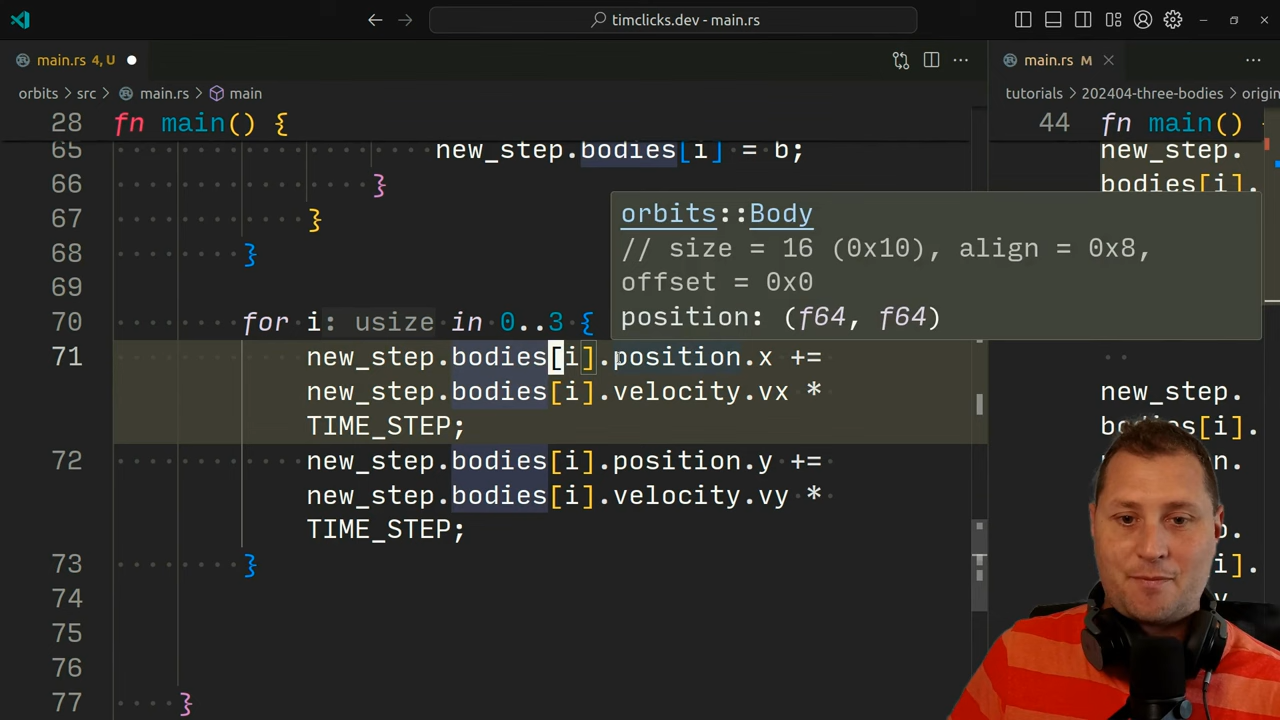 timclicks.dev - main.rs
main.rs 4, U
main.rs M
orbits > src > main.rs > main
tutorials > 202404-three-bodies > origin
28 fn main() {
44 fn main() {
65 new_step.bodies[i] = b;
66 }
67 }
68 }
69
70 for i: usize in 0..3 {
71 new_step.bodies[i].position.x +=
new_step.bodies[i].velocity.vx *
TIME_STEP;
72 new_step.bodies[i].position.y +=
new_step.bodies[i].velocity.vy *
TIME_STEP;
73 }
74
75
76
77 }
orbits::Body
// size = 16 (0x10), align = 0x8,
offset = 0x0
position: (f64, f64)
new_step.
bodies[i].
new_step.